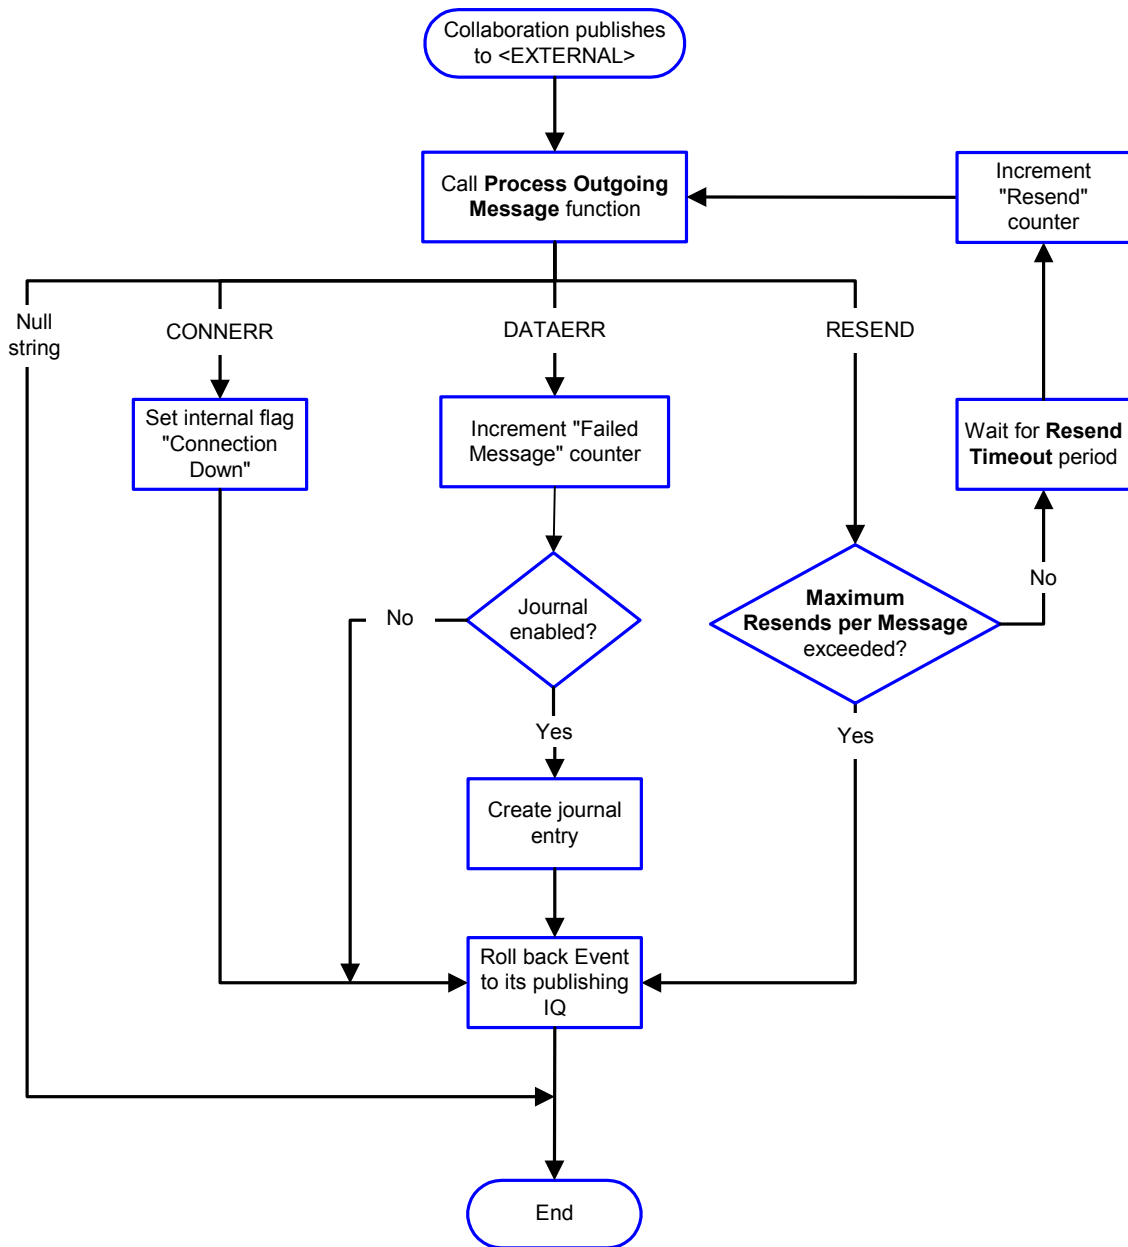 Collaboration publishes
to <EXTERNAL>
Call Process Outgoing
Message function
Increment
"Resend"
counter
Null
string
CONNERR
DATAERR
RESEND
Set internal flag
"Connection
Down"
Increment "Failed
Message" counter
Wait for Resend
Timeout period
No
Journal
enabled?
Maximum
Resends per Message
exceeded?
No
Yes
Yes
Create journal
entry
Roll back Event
to its publishing
IQ
End